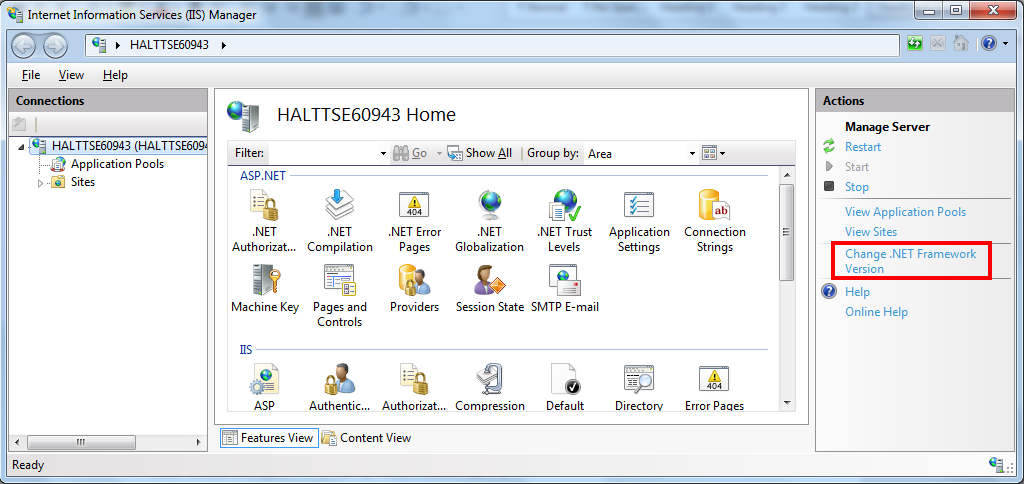 Internet Information Services (IIS) Manager
HALTTSE60943
File View Help
Connections
HALTTSE60943 (HALTTSE6094
Application Pools
Sites
HALTTSE60943 Home
Filter: Go Show All Group by: Area
ASP.NET
.NET Authorizat...
.NET Compilation
.NET Error Pages
404
.NET Globalization
.NET Trust Levels
Application Settings
ab
Connection Strings
Machine Key
Pages and Controls
Providers
Session State
SMTP E-mail
IIS
ASP
Authentic...
Authorizat...
Compression
Default
Directory
404
Error Pages
Features View Content View
Actions
Manage Server
Restart
Start
Stop
View Application Pools
View Sites
Change .NET Framework
Version
Help
Online Help
Ready